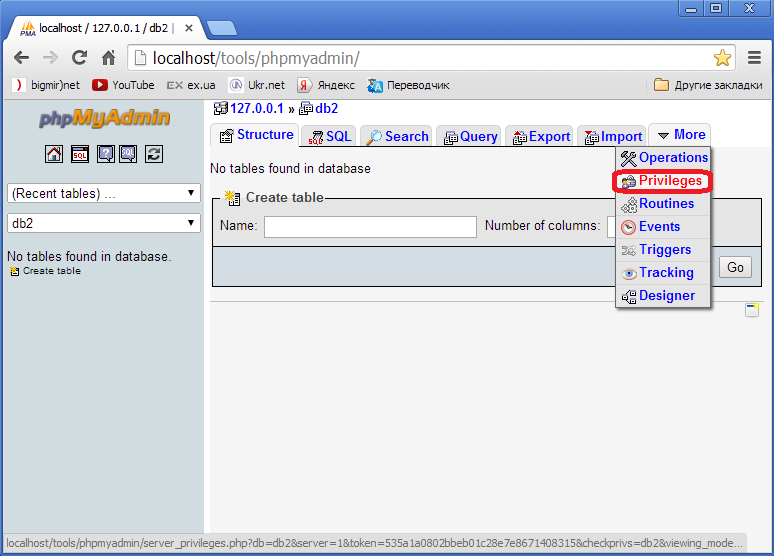 localhost / 127.0.0.1 / db2 |
localhost/tools/phpmyadmin/
bigmir)net YouTube EX ex.ua Ukr.net Яндекс Переводчик Другие закладки
phpMyAdmin
(Recent tables) ...
db2
No tables found in database.
Create table
127.0.0.1 » db2
Structure SQL Search Query Export Import More
Operations
Privileges
Routines
Events
Triggers
Tracking
Designer
No tables found in database
Create table
Name: Number of columns:
Go
localhost/tools/phpmyadmin/server_privileges.php?db=db2&server=1&token=535a1a0802bbeb01c28e7e8671408315&checkprivs=db2&viewing_mode...